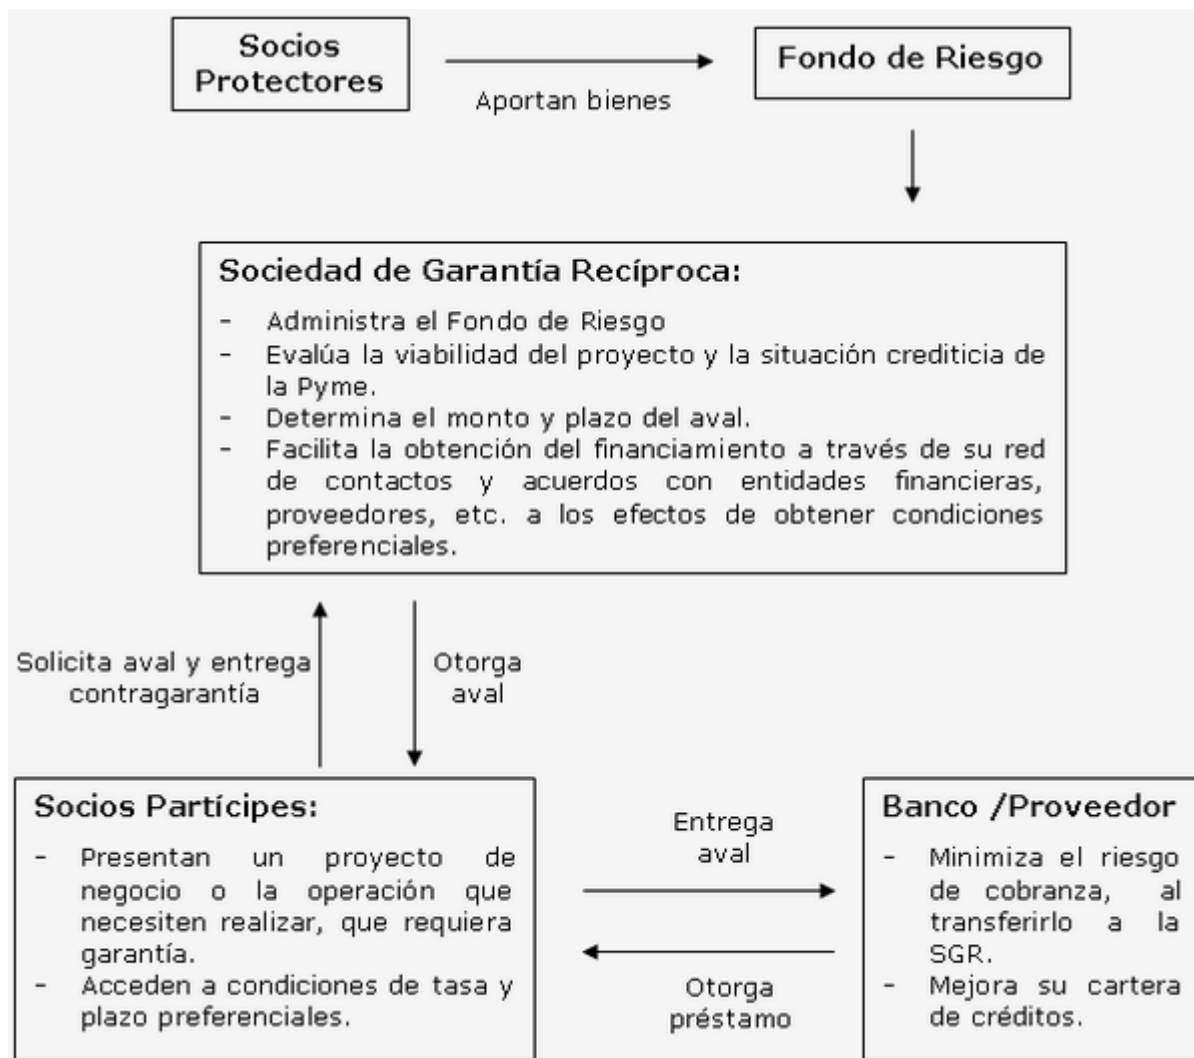 Socios
Protectores
Aportan bienes
Fondo de Riesgo
Sociedad de Garantía Recíproca:
- Administra el Fondo de Riesgo
- Evalúa la viabilidad del proyecto y la situación crediticia de
la Pyme.
- Determina el monto y plazo del aval.
- Facilita la obtención del financiamiento a través de su red
de contactos y acuerdos con entidades financieras,
proveedores, etc. a los efectos de obtener condiciones
preferenciales.
Solicita aval y entrega
contragarantía
Otorga
aval
Socios Partícipes:
- Presentan un proyecto de
negocio o la operación que
necesiten realizar, que requiera
garantía.
- Acceden a condiciones de tasa y
plazo preferenciales.
Entrega
aval
Otorga
préstamo
Banco /Proveedor
- Minimiza el riesgo
de cobranza, al
transferirlo a la
SGR.
- Mejora su cartera
de créditos.